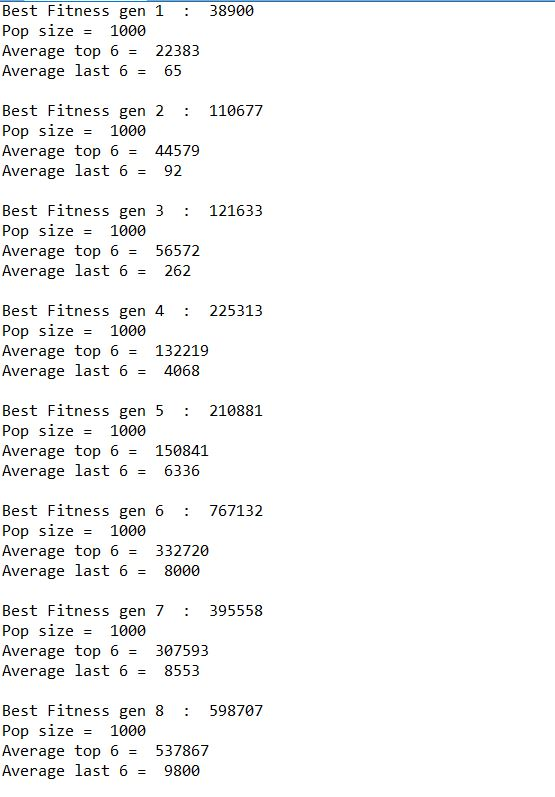 Best Fitness gen 1  :  38900
Pop size =  1000
Average top 6 =  22383
Average last 6 =  65
Best Fitness gen 2  :  110677
Pop size =  1000
Average top 6 =  44579
Average last 6 =  92
Best Fitness gen 3  :  121633
Pop size =  1000
Average top 6 =  56572
Average last 6 =  262
Best Fitness gen 4  :  225313
Pop size =  1000
Average top 6 =  132219
Average last 6 =  4068
Best Fitness gen 5  :  210881
Pop size =  1000
Average top 6 =  150841
Average last 6 =  6336
Best Fitness gen 6  :  767132
Pop size =  1000
Average top 6 =  332720
Average last 6 =  8000
Best Fitness gen 7  :  395558
Pop size =  1000
Average top 6 =  307593
Average last 6 =  8553
Best Fitness gen 8  :  598707
Pop size =  1000
Average top 6 =  537867
Average last 6 =  9800